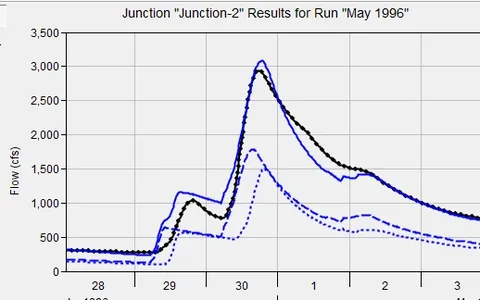 Junction "Junction-2" Results for Run "May 1996"
3,500
3,000
2,500
2,000
1,500
1,000
500
0
Flow (cfs)
28 29 30 1 2 3